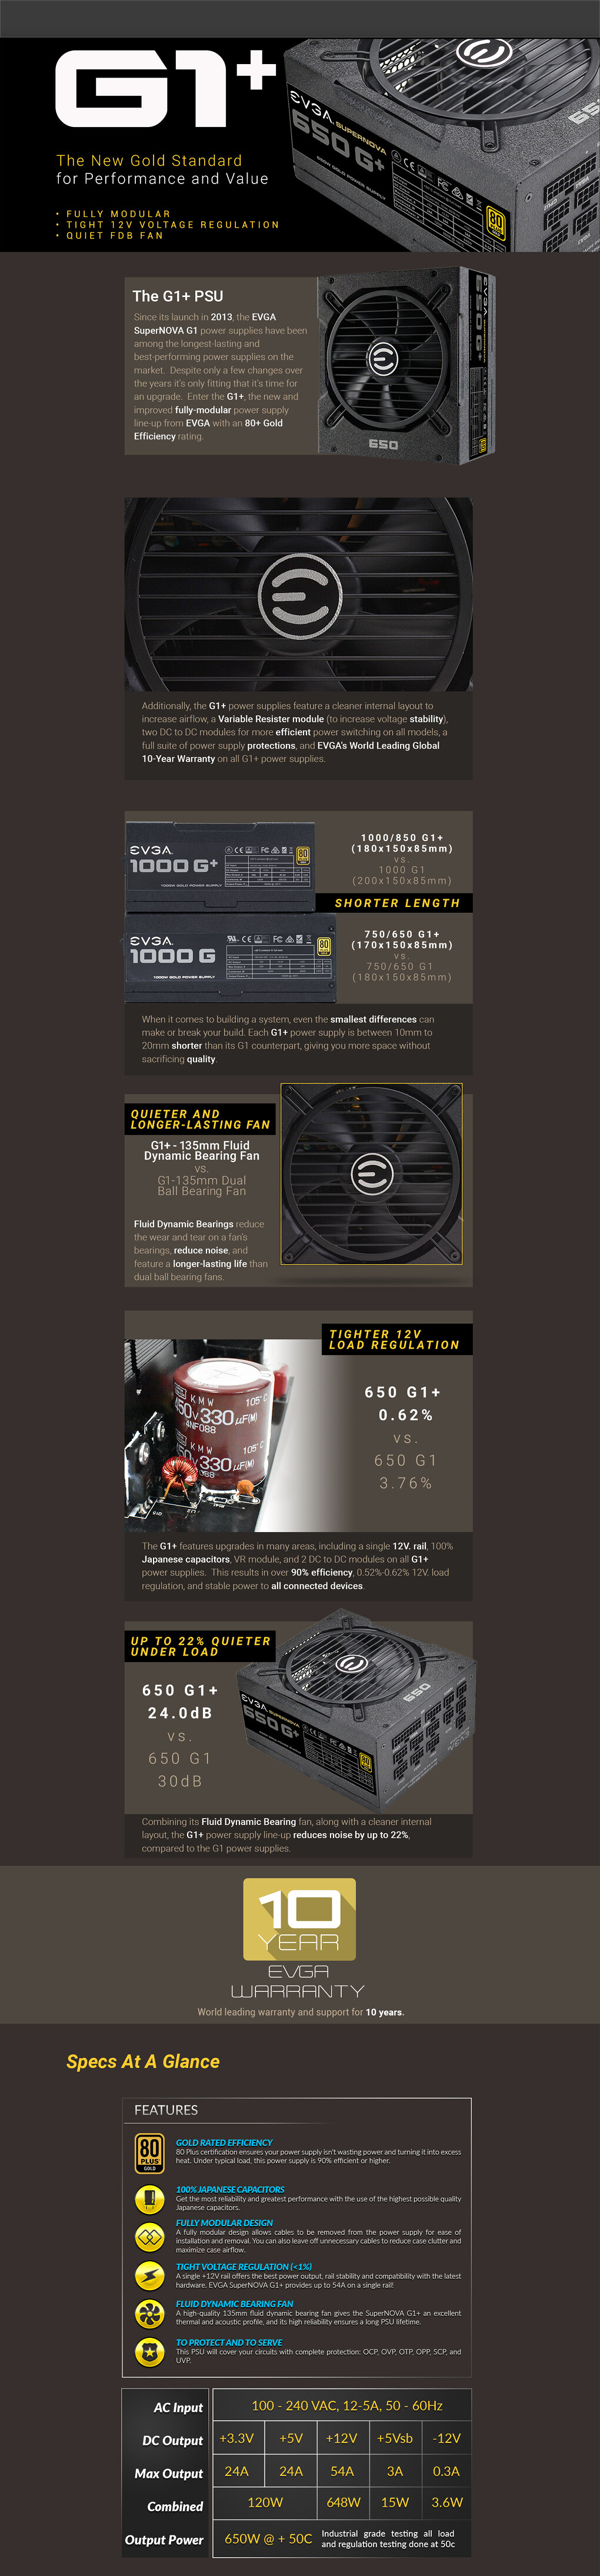 G1+
The New Gold Standard
for Performance and Value
• FULLY MODULAR
• TIGHT 12V VOLTAGE REGULATION
• QUIET FDB FAN
EVGA
SUPERNOVA
650 G+
650W GOLD POWER SUPPLY
The G1+ PSU
Since its launch in 2013, the EVGA
SuperNOVA G1 power supplies have been
among the longest-lasting and
best-performing power supplies on the
market. Despite only a few changes over
the years it's only fitting that it's time for
an upgrade. Enter the G1+, the new and
improved fully-modular power supply
line-up from EVGA with an 80+ Gold
Efficiency rating.
650
Additionally, the G1+ power supplies feature a cleaner internal layout to
increase airflow, a Variable Resister module (to increase voltage stability),
two DC to DC modules for more efficient power switching on all models, a
full suite of power supply protections, and EVGA's World Leading Global
10-Year Warranty on all G1+ power supplies.
EVGA
1000 G+
1000W GOLD POWER SUPPLY
EVGA
1000 G
1000W GOLD POWER SUPPLY
1000/850 G1+
(180x150x85mm)
vs.
1000 G1
(200x150x85mm)
SHORTER LENGTH
750/650 G1+
(170x150x85mm)
vs.
750/650 G1
(180x150x85mm)
When it comes to building a system, even the smallest differences can
make or break your build. Each G1+ power supply is between 10mm to
20mm shorter than its G1 counterpart, giving you more space without
sacrificing quality.
QUIETER AND
LONGER-LASTING FAN
G1+ - 135mm Fluid
Dynamic Bearing Fan
vs.
G1-135mm Dual
Ball Bearing Fan
Fluid Dynamic Bearings reduce
the wear and tear on a fan's
bearings, reduce noise, and
feature a longer-lasting life than
dual ball bearing fans.
TIGHTER 12V
LOAD REGULATION
KMW 105°C
450V 330µF(M)
4NF088
KMW 105°C
330µF(M)
650 G1+
0.62%
vs.
650 G1
3.76%
The G1+ features upgrades in many areas, including a single 12V. rail, 100%
Japanese capacitors, VR module, and 2 DC to DC modules on all G1+
power supplies. This results in over 90% efficiency, 0.52%-0.62% 12V. load
regulation, and stable power to all connected devices.
UP TO 22% QUIETER
UNDER LOAD
650 G1+
24.0dB
vs.
650 G1
30dB
EVGA
SUPERNOVA
650 G+
650
Combining its Fluid Dynamic Bearing fan, along with a cleaner internal
layout, the G1+ power supply line-up reduces noise by up to 22%,
compared to the G1 power supplies.
10
YEAR
EVGA
WARRANTY
World leading warranty and support for 10 years.
Specs At A Glance
FEATURES
80
PLUS
GOLD
GOLD RATED EFFICIENCY
80 Plus certification ensures your power supply isn't wasting power and turning it into excess
heat. Under typical load, this power supply is 90% efficient or higher.
100% JAPANESE CAPACITORS
Get the most reliability and greatest performance with the use of the highest possible quality
Japanese capacitors.
FULLY MODULAR DESIGN
A fully modular design allows cables to be removed from the power supply for ease of
installation and removal. You can also leave off unnecessary cables to reduce case clutter and
maximize case airflow.
TIGHT VOLTAGE REGULATION (<1%)
A single +12V rail offers the best power output, rail stability and compatibility with the latest
hardware. EVGA SuperNOVA G1+ provides up to 54A on a single rail!
FLUID DYNAMIC BEARING FAN
A high-quality 135mm fluid dynamic bearing fan gives the SuperNOVA G1+ an excellent
thermal and acoustic profile, and its high reliability ensures a long PSU lifetime.
TO PROTECT AND TO SERVE
This PSU will cover your circuits with complete protection: OCP, OVP, OTP, OPP, SCP, and
UVP.
AC Input 100 - 240 VAC, 12-5A, 50 - 60Hz
DC Output +3.3V +5V +12V +5Vsb -12V
Max Output 24A 24A 54A 3A 0.3A
Combined 120W 648W 15W 3.6W
Output Power 650W @ + 50C Industrial grade testing all load
and regulation testing done at 50c